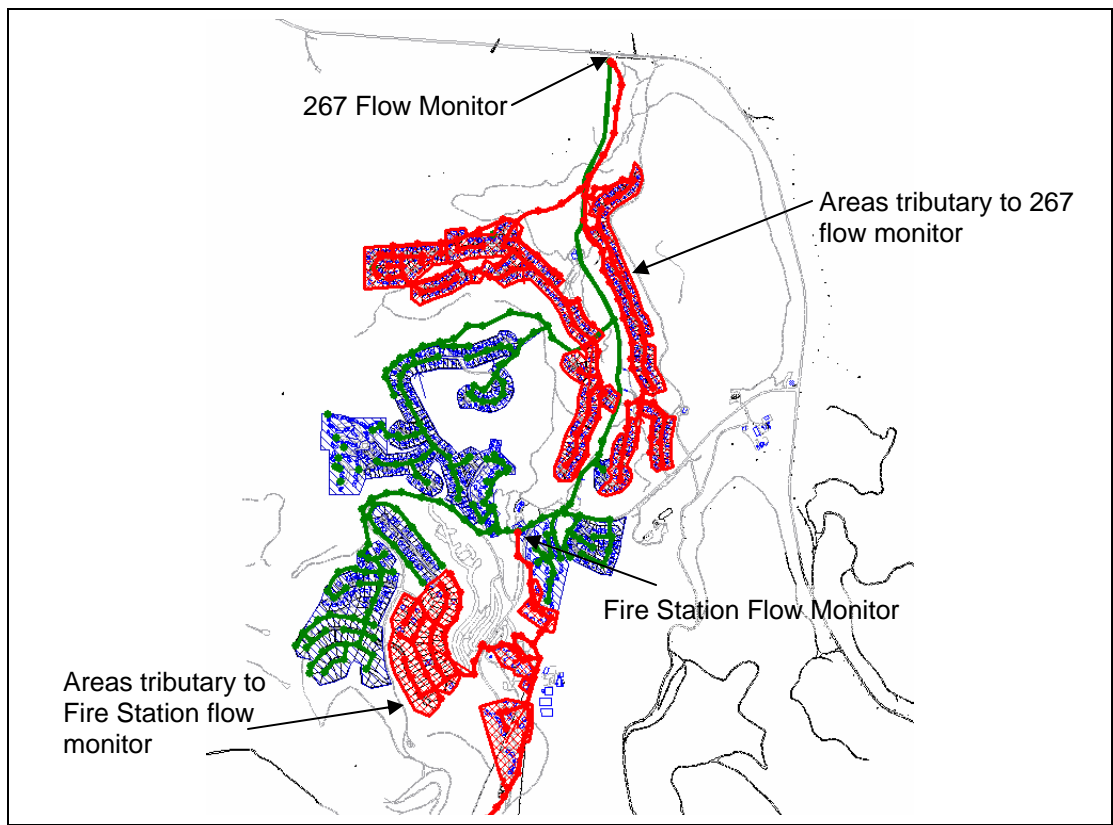 267 Flow Monitor
Areas tributary to 267
flow monitor
Fire Station Flow Monitor
Areas tributary to
Fire Station flow
monitor